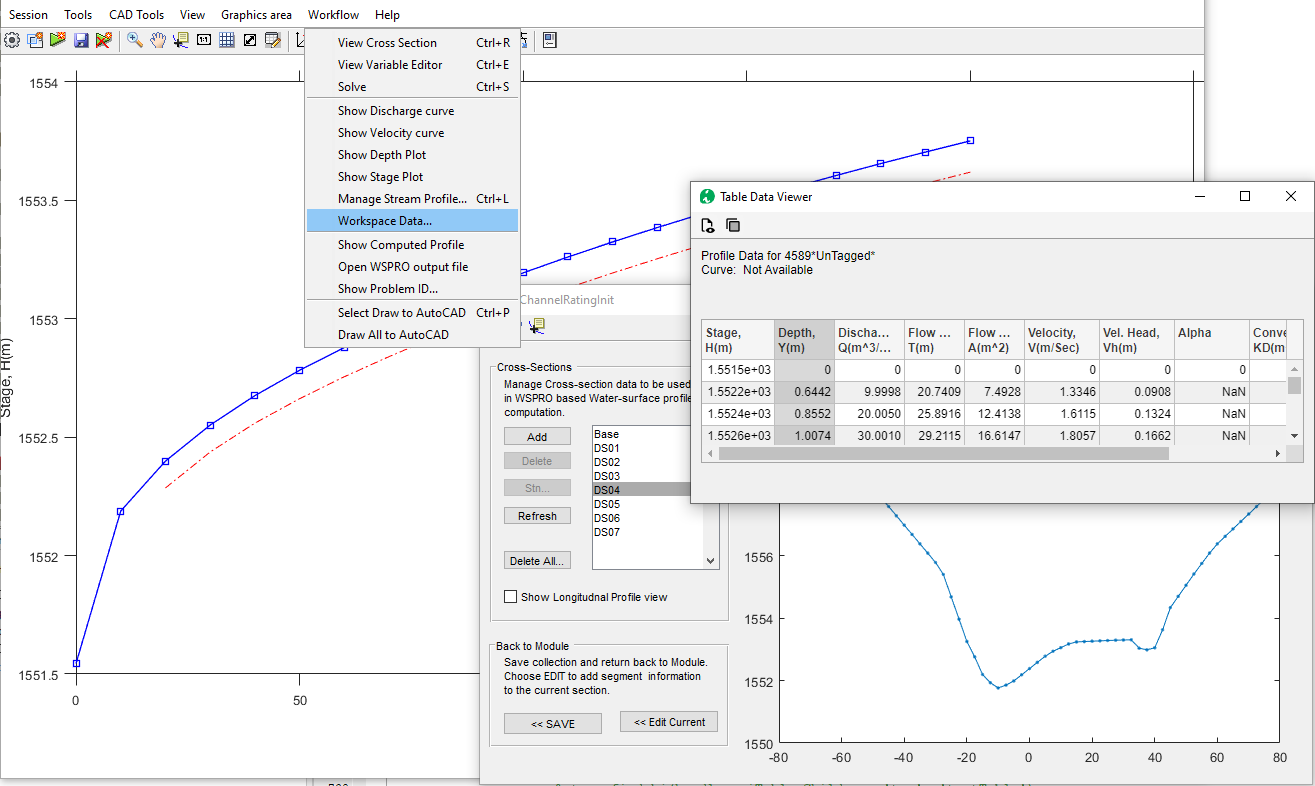 Session Tools CAD Tools View Graphics area Workflow Help
View Cross Section Ctrl+R
View Variable Editor Ctrl+E
Solve Ctrl+S
Show Discharge curve
Show Velocity curve
Show Depth Plot
Show Stage Plot
Manage Stream Profile... Ctrl+L
Workspace Data...
Show Computed Profile
Open WSPRO output file
Show Problem ID...
Select Draw to AutoCAD Ctrl+P
Draw All to AutoCAD
1554
1553.5
1553
1552.5
1552
1551.5
Stage, H(m)
0 50
Table Data Viewer
Profile Data for 4589*UnTagged*
Curve: Not Available
Stage, Depth, Discha... Flow ... Flow ... Velocity, Vel. Head, Alpha Conve
H(m) Y(m) Q(m^3/... T(m) A(m^2) V(m/Sec) Vh(m) KD(m
1.5515e+03 0 0 0 0 0 0 0
1.5522e+03 0.6442 9.9998 20.7409 7.4928 1.3346 0.0908 NaN
1.5524e+03 0.8552 20.0050 25.8916 12.4138 1.6115 0.1324 NaN
1.5526e+03 1.0074 30.0010 29.2115 16.6147 1.8057 0.1662 NaN
ChannelRatingInit
Cross-Sections
Manage Cross-section data to be used
in WSPRO based Water-surface profile
computation.
Add
Delete
Stn...
Refresh
Delete All...
Base
DS01
DS02
DS03
DS04
DS05
DS06
DS07
Show Longitudnal Profile view
Back to Module
Save collection and return back to Module.
Choose EDIT to add segment information
to the current section.
<< SAVE << Edit Current
1556
1554
1552
1550
-80 -60 -40 -20 0 20 40 60 80